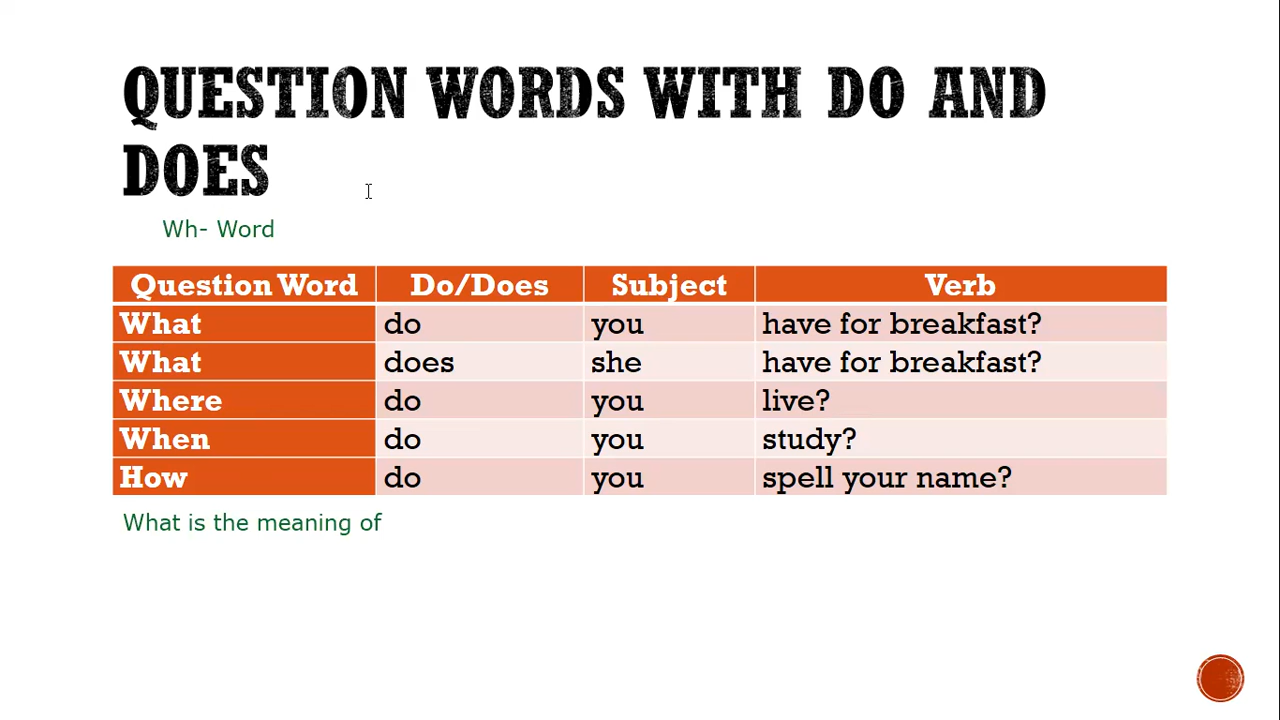 QUESTION WORDS WITH DO AND
DOES
Wh- Word
Question Word Do/Does Subject Verb
What do you have for breakfast?
What does she have for breakfast?
Where do you live?
When do you study?
How do you spell your name?
What is the meaning of